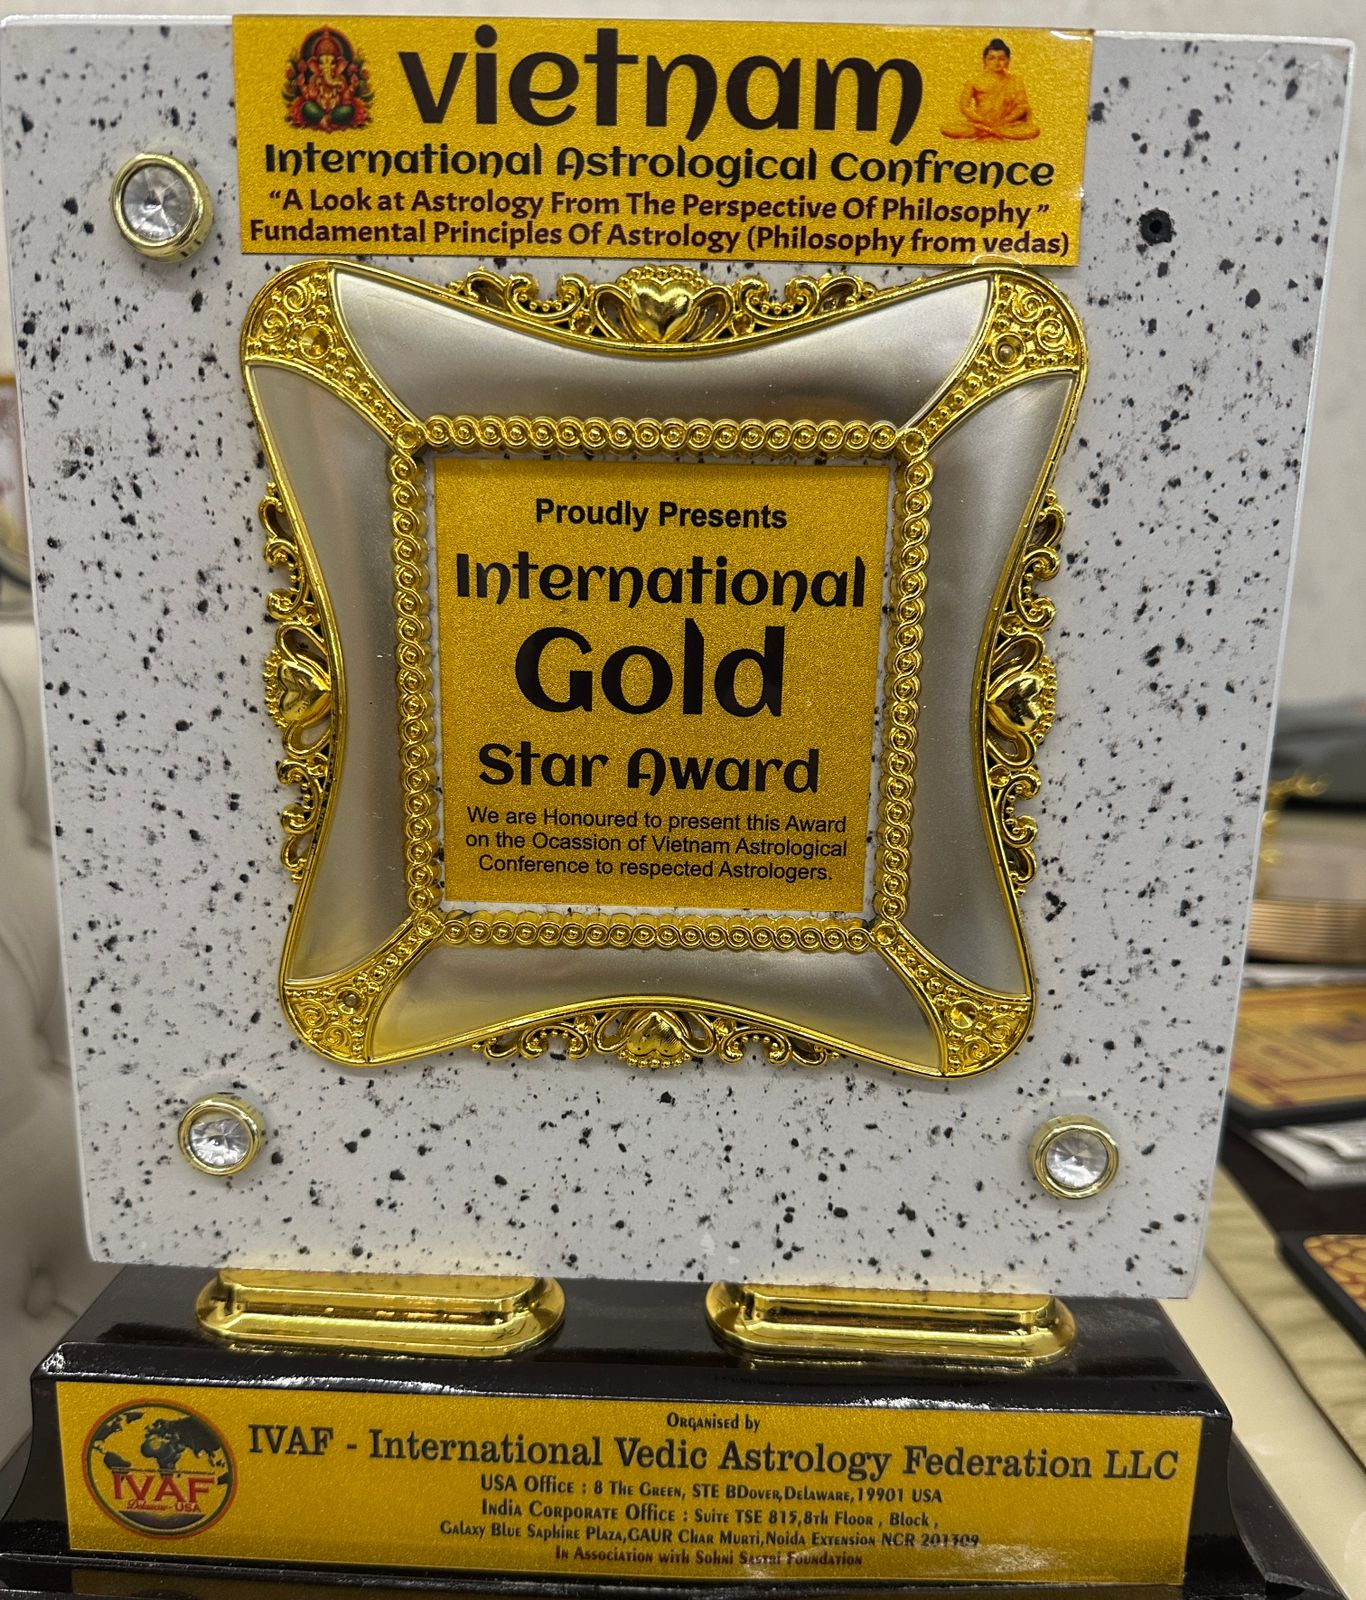 vietnam
International Astrological Confrence
“A Look at Astrology From The Perspective Of Philosophy”
Fundamental Principles Of Astrology (Philosophy from vedas)
Proudly Presents
International
Gold
Star Award
We are Honoured to present this Award
on the Ocassion of Vietnam Astrological
Conference to respected Astrologers.
Organised by
IVAF - International Vedic Astrology Federation LLC
IVAF
Delaware-USA
USA Office : 8 The Green, STE BDover,Delaware,19901 USA
India Corporate Office : Suite TSE 815,8th Floor , Block ,
Galaxy Blue Saphire Plaza,GAUR Char Murti,Noida Extension NCR 201309
In Association with Sohni Sastri Foundation